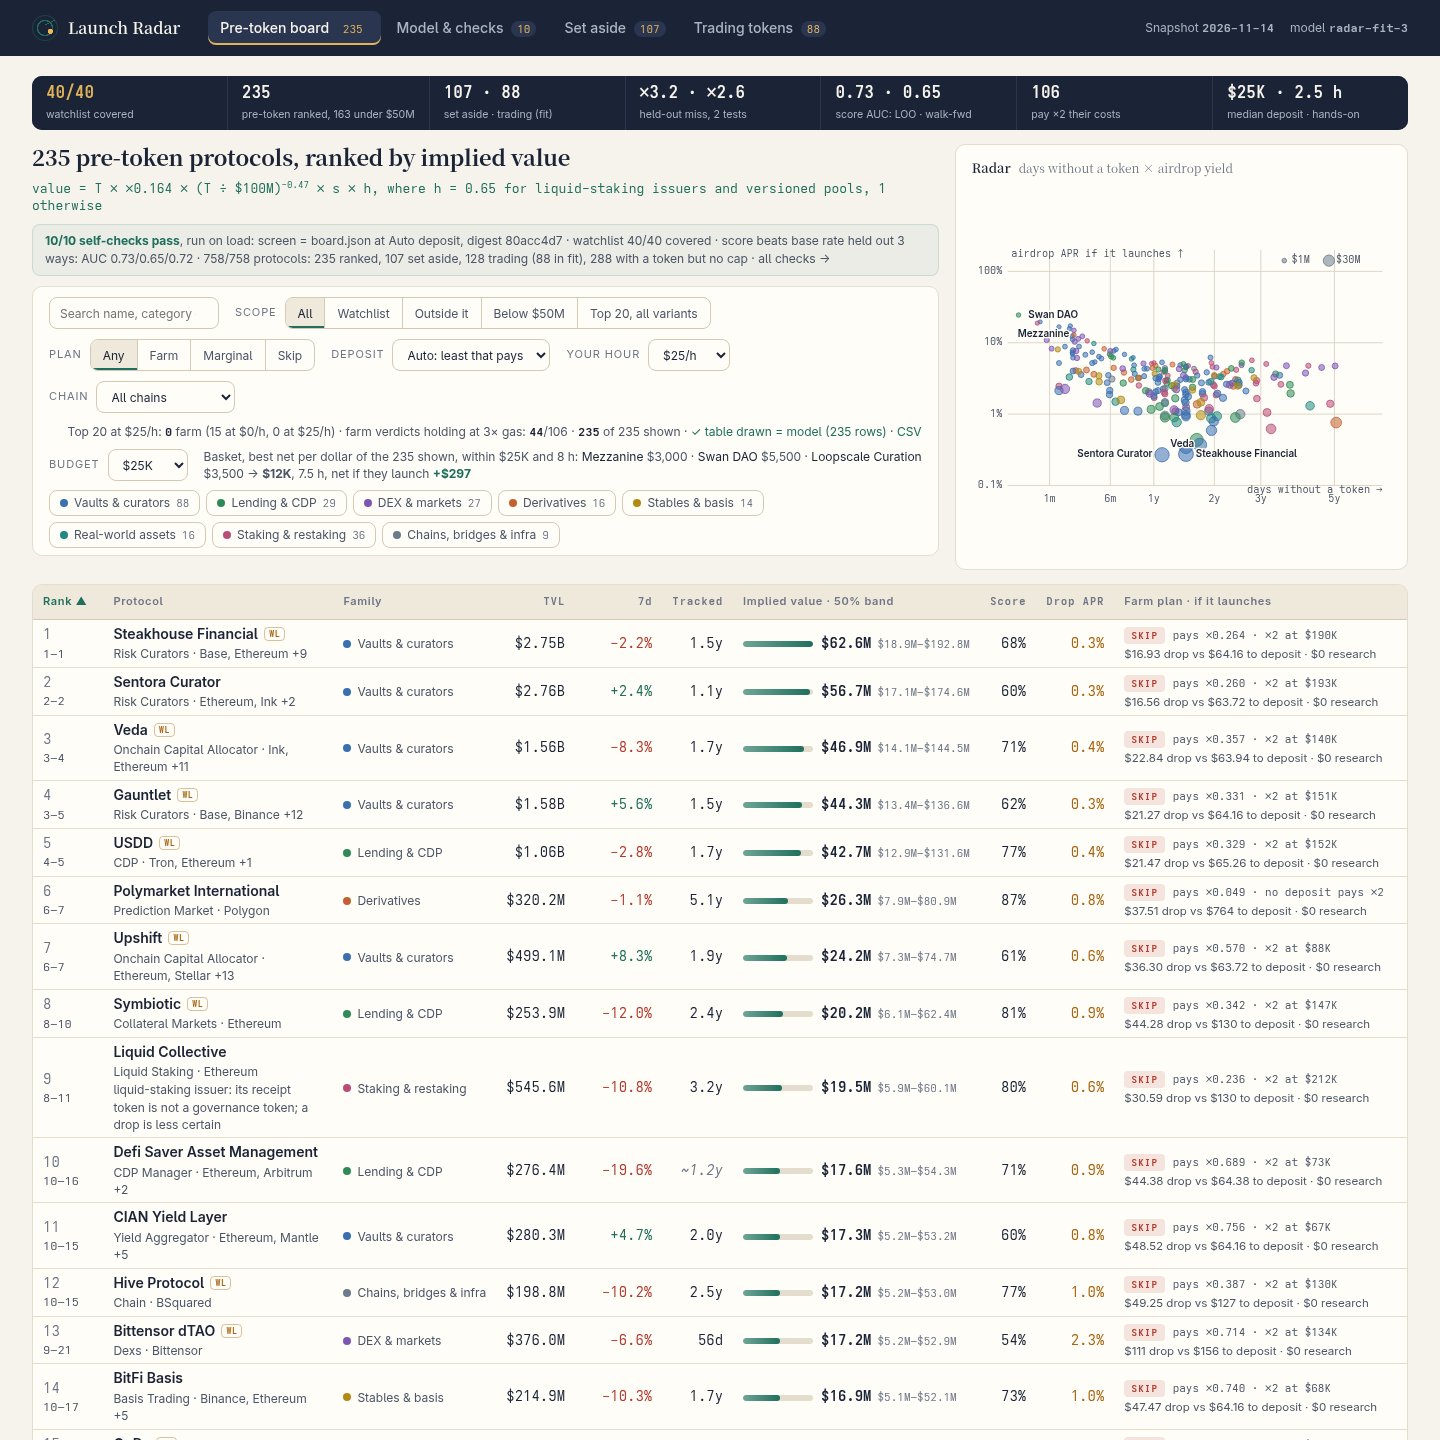 Launch Radar
Pre-token board 235
Model & checks 10
Set aside 107
Trading tokens 88
Snapshot 2026-11-14 model radar-fit-3
40/40
watchlist covered
235
pre-token ranked, 163 under $50M
107 · 88
set aside · trading (fit)
×3.2 · ×2.6
held-out miss, 2 tests
0.73 · 0.65
score AUC: LOO · walk-fwd
106
pay ×2 their costs
$25K · 2.5 h
median deposit · hands-on
235 pre-token protocols, ranked by implied value
value = T × ×0.164 × (T ÷ $100M)^−0.47 × s × h, where h = 0.65 for liquid-staking issuers and versioned pools, 1
otherwise
10/10 self-checks pass, run on load: screen = board.json at Auto deposit, digest 80acc4d7 · watchlist 40/40 covered · score beats base rate held out 3
ways: AUC 0.73/0.65/0.72 · 758/758 protocols: 235 ranked, 107 set aside, 128 trading (88 in fit), 288 with a token but no cap · all checks →
Search name, category
SCOPE All Watchlist Outside it Below $50M Top 20, all variants
PLAN Any Farm Marginal Skip DEPOSIT Auto: least that pays YOUR HOUR $25/h
CHAIN All chains
Top 20 at $25/h: 0 farm (15 at $0/h, 0 at $25/h) · farm verdicts holding at 3× gas: 44/106 · 235 of 235 shown · ✓ table drawn = model (235 rows) · CSV
BUDGET $25K
Basket, best net per dollar of the 235 shown, within $25K and 8 h: Mezzanine $3,000 · Swan DAO $5,500 · Loopscale Curation
$3,500 → $12K, 7.5 h, net if they launch +$297
Vaults & curators 88
Lending & CDP 29
DEX & markets 27
Derivatives 16
Stables & basis 14
Real-world assets 16
Staking & restaking 36
Chains, bridges & infra 9
Radar days without a token × airdrop yield
airdrop APR if it launches ↑
$1M
$30M
100%
10%
1%
0.1%
Swan DAO
Mezzanine
Veda
Sentora Curator
Steakhouse Financial
days without a token →
1m
6m
1y
2y
3y
5y
Rank ▲ Protocol Family TVL 7d Tracked Implied value · 50% band Score Drop APR Farm plan · if it launches
1
1–1
Steakhouse Financial WL
Risk Curators · Base, Ethereum +9
Vaults & curators $2.75B −2.2% 1.5y $62.6M $18.9M–$192.8M 68% 0.3%
SKIP pays ×0.264 · ×2 at $190K
$16.93 drop vs $64.16 to deposit · $0 research
2
2–2
Sentora Curator
Risk Curators · Ethereum, Ink +2
Vaults & curators $2.76B +2.4% 1.1y $56.7M $17.1M–$174.6M 60% 0.3%
SKIP pays ×0.260 · ×2 at $193K
$16.56 drop vs $63.72 to deposit · $0 research
3
3–4
Veda WL
Onchain Capital Allocator · Ink,
Ethereum +11
Vaults & curators $1.56B −8.3% 1.7y $46.9M $14.1M–$144.5M 71% 0.4%
SKIP pays ×0.357 · ×2 at $140K
$22.84 drop vs $63.94 to deposit · $0 research
4
3–5
Gauntlet WL
Risk Curators · Base, Binance +12
Vaults & curators $1.58B +5.6% 1.5y $44.3M $13.4M–$136.6M 62% 0.3%
SKIP pays ×0.331 · ×2 at $151K
$21.27 drop vs $64.16 to deposit · $0 research
5
4–5
USDD WL
CDP · Tron, Ethereum +1
Lending & CDP $1.06B −2.8% 1.7y $42.7M $12.9M–$131.6M 77% 0.4%
SKIP pays ×0.329 · ×2 at $152K
$21.47 drop vs $65.26 to deposit · $0 research
6
6–7
Polymarket International
Prediction Market · Polygon
Derivatives $320.2M −1.1% 5.1y $26.3M $7.9M–$80.9M 87% 0.8%
SKIP pays ×0.049 · no deposit pays ×2
$37.51 drop vs $764 to deposit · $0 research
7
6–7
Upshift WL
Onchain Capital Allocator ·
Ethereum, Stellar +13
Vaults & curators $499.1M +8.3% 1.9y $24.2M $7.3M–$74.7M 61% 0.6%
SKIP pays ×0.570 · ×2 at $88K
$36.30 drop vs $63.72 to deposit · $0 research
8
8–10
Symbiotic WL
Collateral Markets · Ethereum
Lending & CDP $253.9M −12.0% 2.4y $20.2M $6.1M–$62.4M 81% 0.9%
SKIP pays ×0.342 · ×2 at $147K
$44.28 drop vs $130 to deposit · $0 research
9
8–11
Liquid Collective
Liquid Staking · Ethereum
liquid-staking issuer: its receipt
token is not a governance token; a
drop is less certain
Staking & restaking $545.6M −10.8% 3.2y $19.5M $5.9M–$60.1M 80% 0.6%
SKIP pays ×0.236 · ×2 at $212K
$30.59 drop vs $130 to deposit · $0 research
10
10–16
Defi Saver Asset Management
CDP Manager · Ethereum, Arbitrum
+2
Lending & CDP $276.4M −19.6% ~1.2y $17.6M $5.3M–$54.3M 71% 0.9%
SKIP pays ×0.689 · ×2 at $73K
$44.38 drop vs $64.38 to deposit · $0 research
11
10–15
CIAN Yield Layer
Yield Aggregator · Ethereum, Mantle
+5
Vaults & curators $280.3M +4.7% 2.0y $17.3M $5.2M–$53.2M 60% 0.8%
SKIP pays ×0.756 · ×2 at $67K
$48.52 drop vs $64.16 to deposit · $0 research
12
10–15
Hive Protocol WL
Chain · BSquared
Chains, bridges & infra $198.8M −10.2% 2.5y $17.2M $5.2M–$53.0M 77% 1.0%
SKIP pays ×0.387 · ×2 at $130K
$49.25 drop vs $127 to deposit · $0 research
13
9–21
Bittensor dTAO WL
Dexs · Bittensor
DEX & markets $376.0M −6.6% 56d $17.2M $5.2M–$52.9M 54% 2.3%
SKIP pays ×0.714 · ×2 at $134K
$111 drop vs $156 to deposit · $0 research
14
10–17
BitFi Basis
Basis Trading · Binance, Ethereum
+5
Stables & basis $214.9M −10.3% 1.7y $16.9M $5.1M–$52.1M 73% 1.0%
SKIP pays ×0.740 · ×2 at $68K
$47.47 drop vs $64.16 to deposit · $0 research